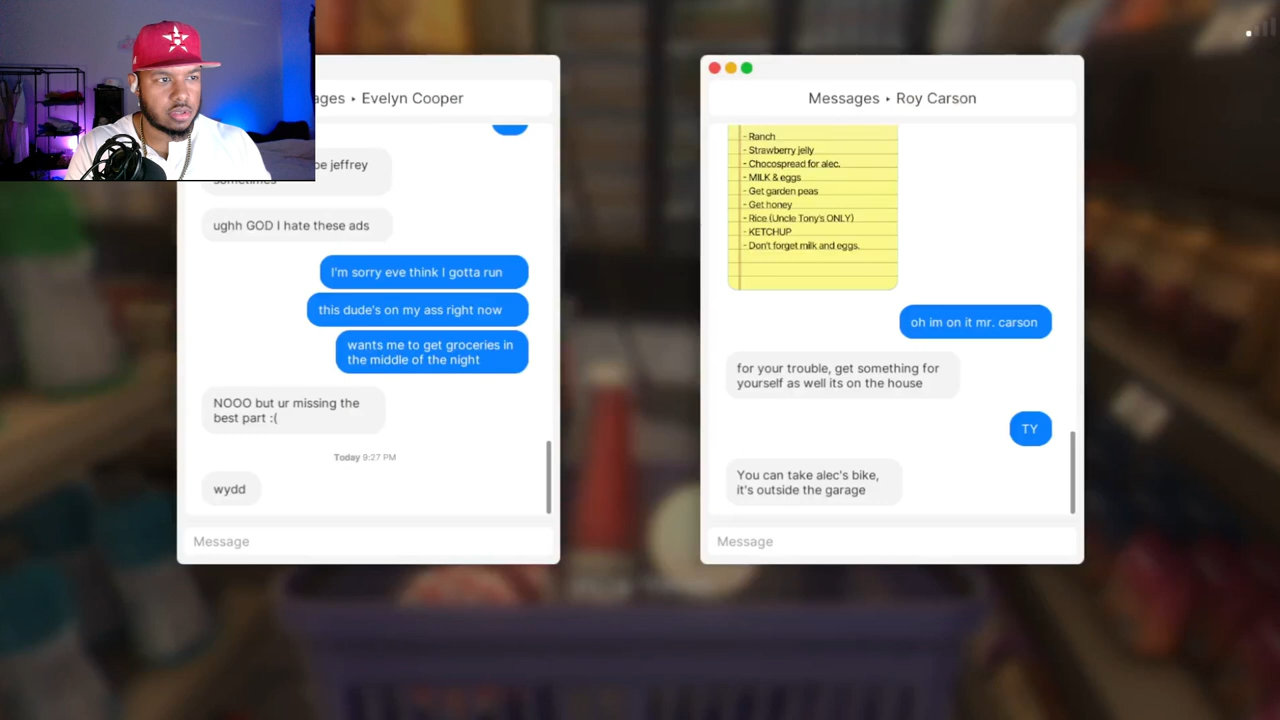 ages ▸ Evelyn Cooper
be jeffrey
sometimes
ughh GOD I hate these ads
I'm sorry eve think I gotta run
this dude's on my ass right now
wants me to get groceries in
the middle of the night
NOOO but ur missing the
best part :(
Today 9:27 PM
wydd
Message
Messages ▸ Roy Carson
- Ranch
- Strawberry jelly
- Chocospread for alec.
- MILK & eggs
- Get garden peas
- Get honey
- Rice (Uncle Tony's ONLY)
- KETCHUP
- Don't forget milk and eggs.
oh im on it mr. carson
for your trouble, get something for
yourself as well its on the house
TY
You can take alec's bike,
it's outside the garage
Message